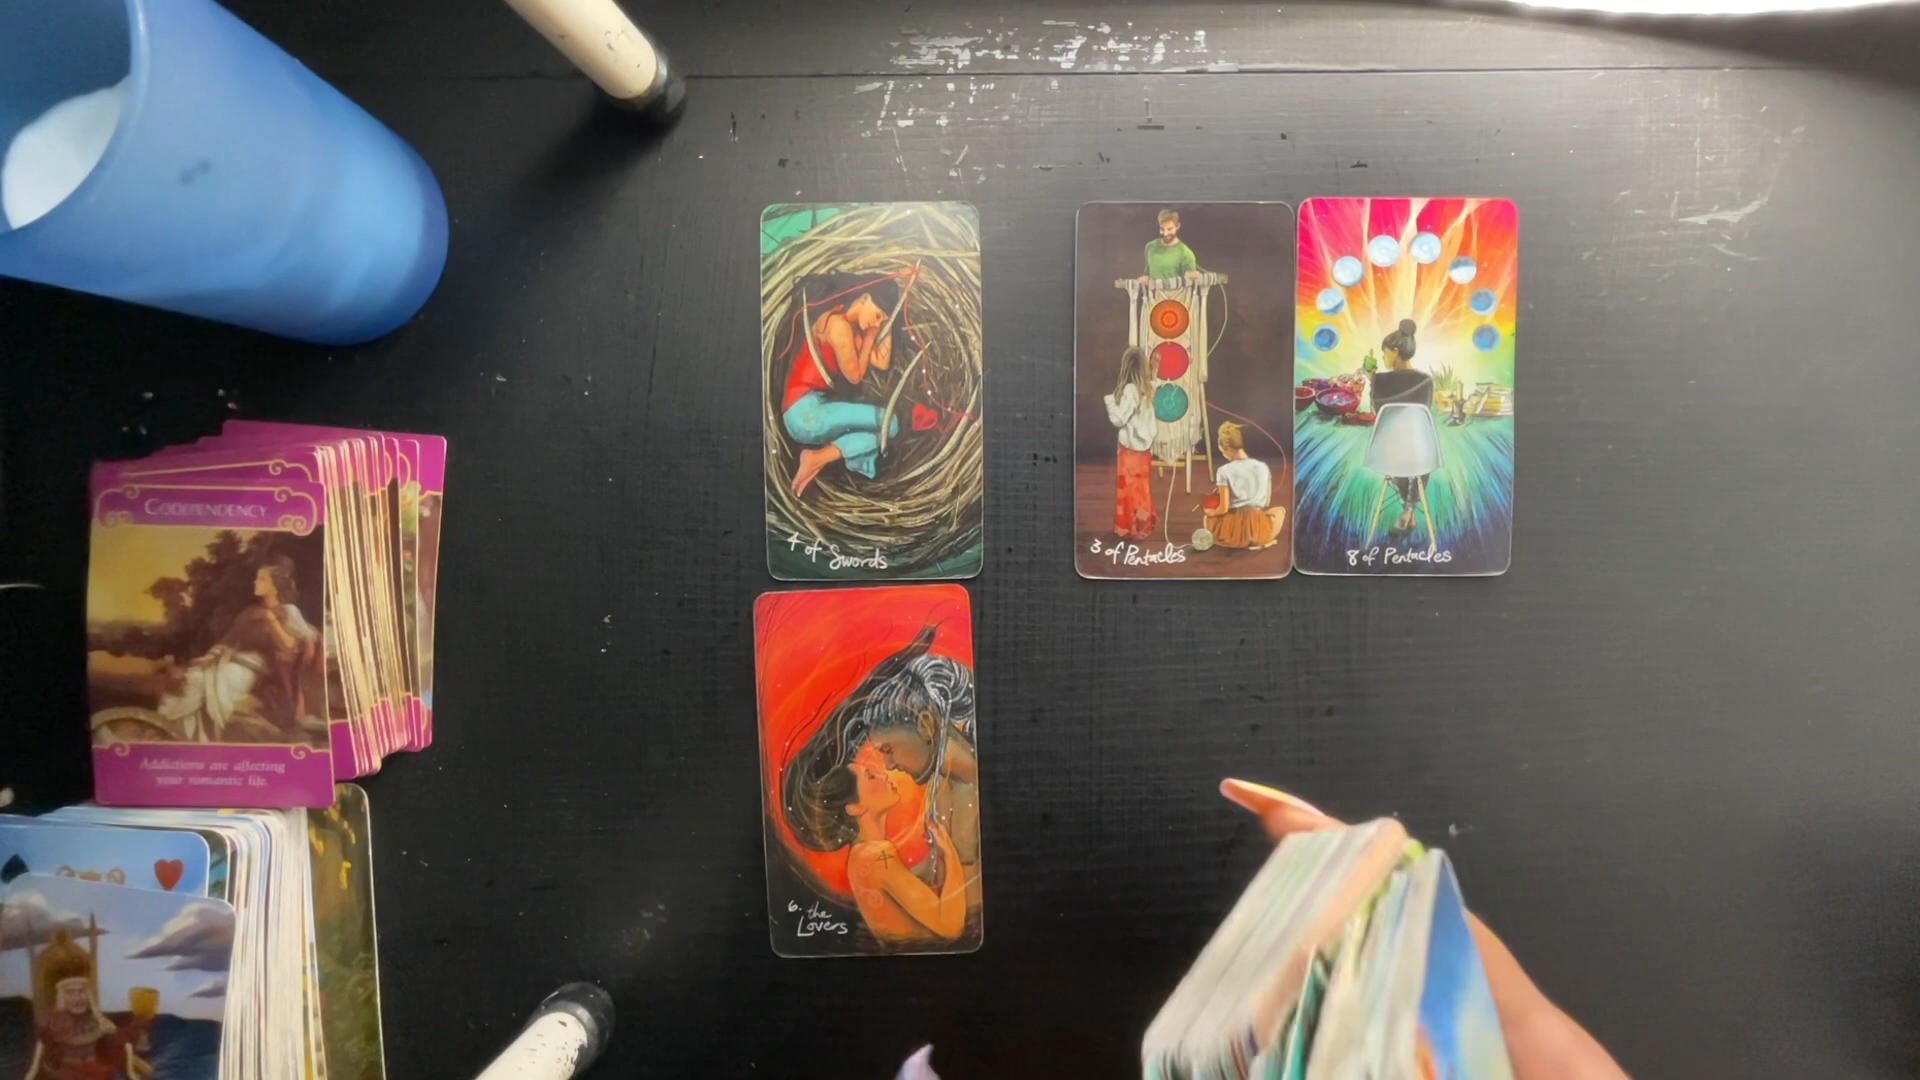 CODEPENDENCY
Addictions are affecting
your romantic life.
4 of Swords
3 of Pentacles
8 of Pentacles
6. the
Lovers